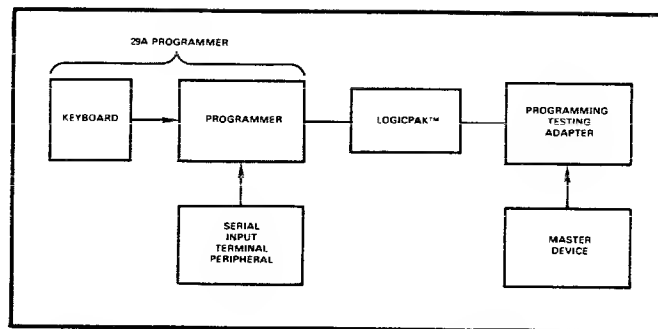 29A PROGRAMMER
KEYBOARD
PROGRAMMER
LOGICPAK™
PROGRAMMING
TESTING
ADAPTER
SERIAL
INPUT
TERMINAL
PERIPHERAL
MASTER
DEVICE